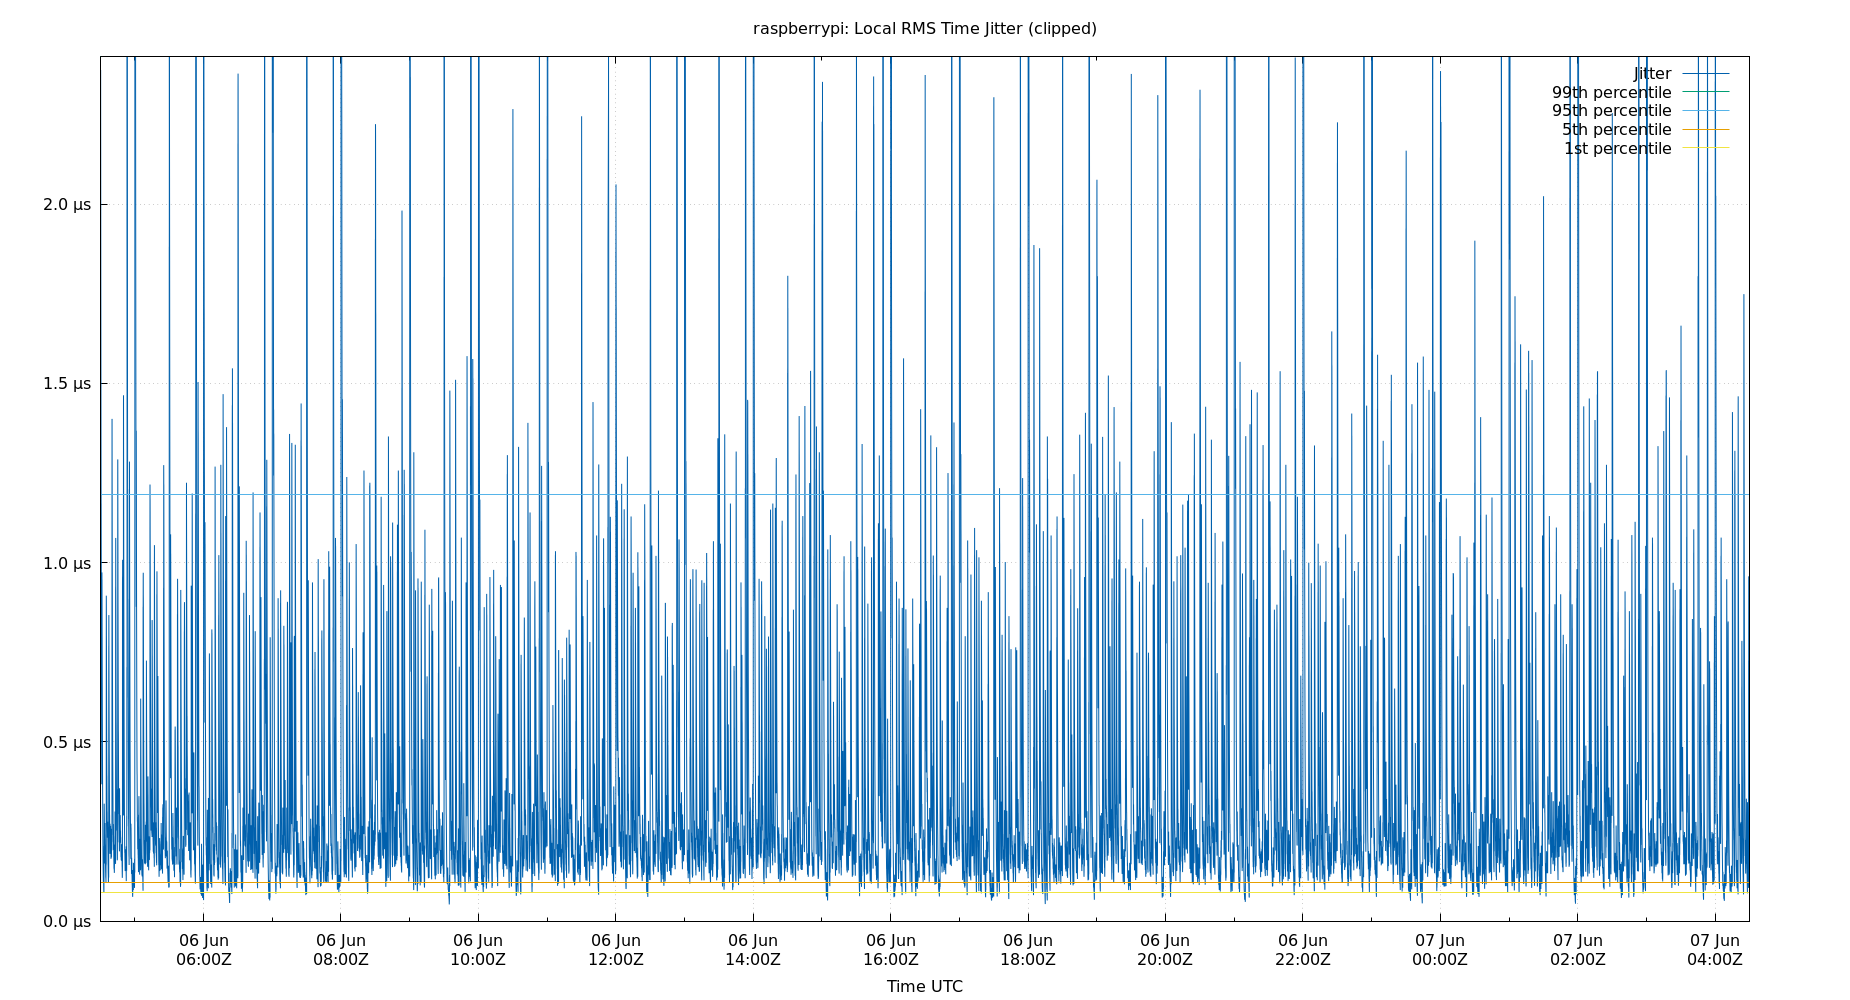 raspberrypi: Local RMS Time Jitter (clipped)
Jitter
99th percentile
95th percentile
5th percentile
1st percentile
2.0 µs
1.5 µs
1.0 µs
0.5 µs
0.0 µs
06 Jun 06 Jun 06 Jun 06 Jun 06 Jun 06 Jun 06 Jun 06 Jun 06 Jun 07 Jun 07 Jun 07 Jun
06:00Z 08:00Z 10:00Z 12:00Z 14:00Z 16:00Z 18:00Z 20:00Z 22:00Z 00:00Z 02:00Z 04:00Z
Time UTC